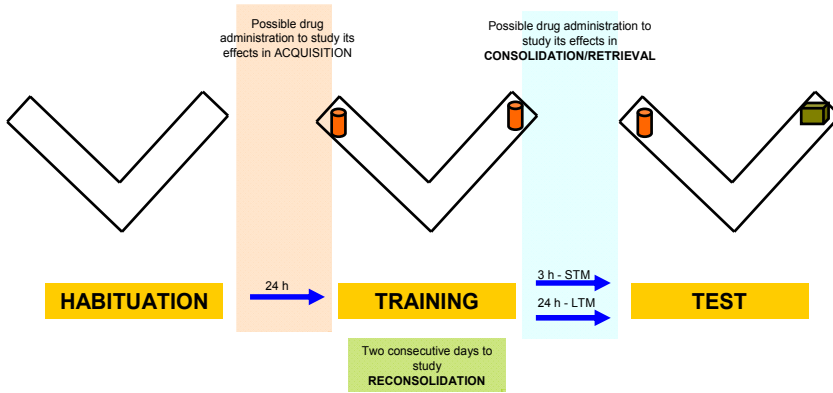 Possible drug
administration to study its
effects in ACQUISITION
Possible drug administration to
study its effects in
CONSOLIDATION/RETRIEVAL
24 h
3 h - STM
24 h - LTM
HABITUATION
TRAINING
TEST
Two consecutive days to
study
RECONSOLIDATION